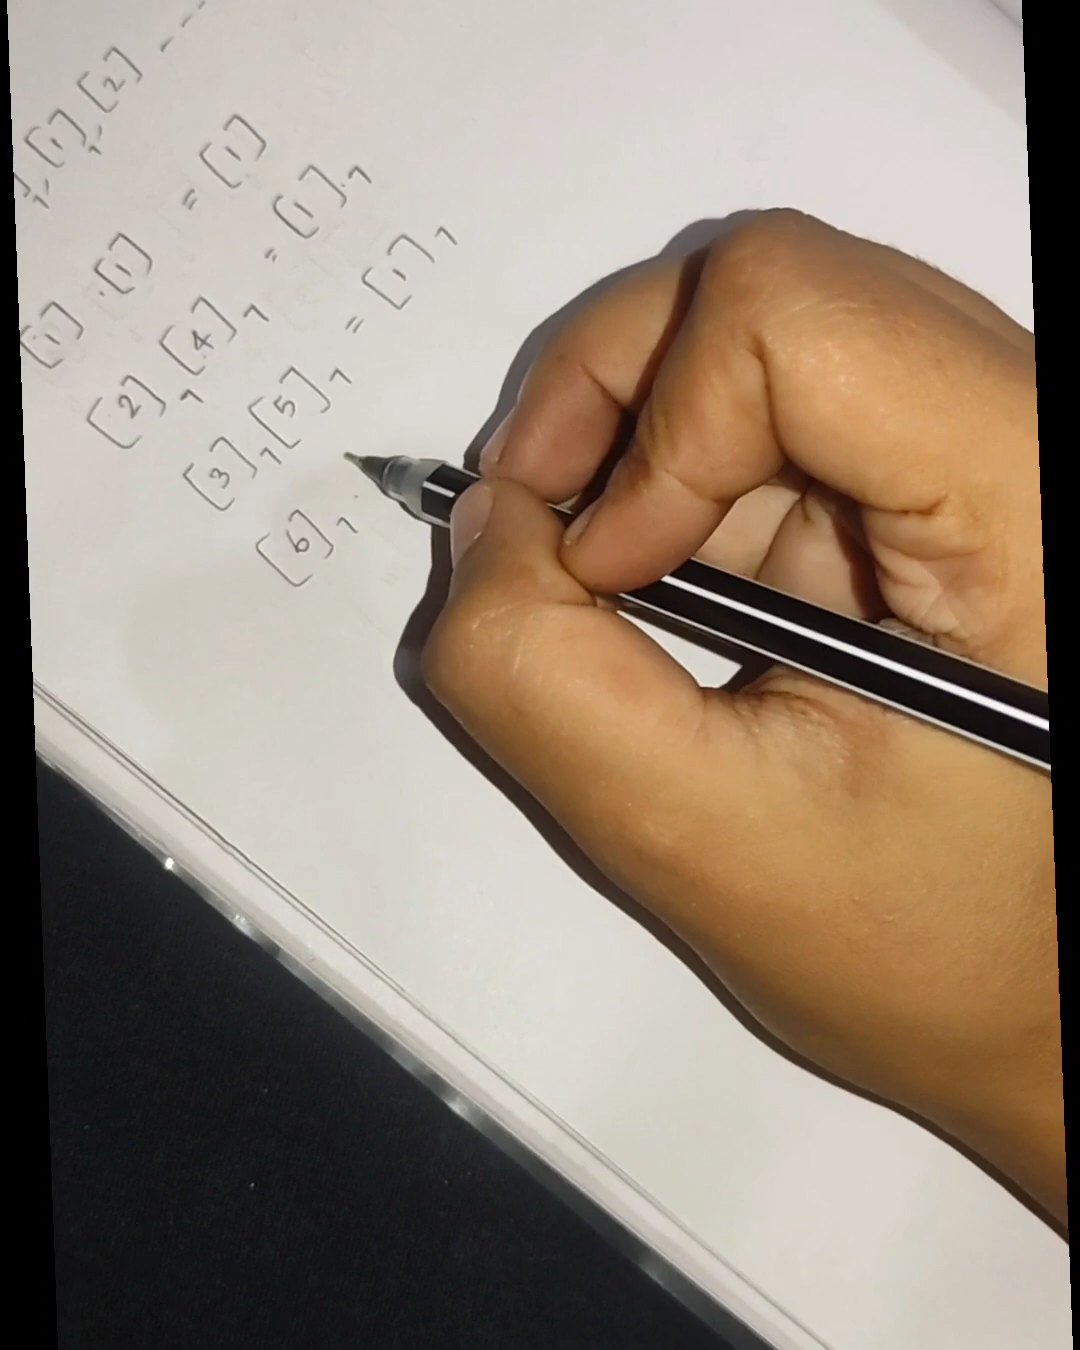 ], [1], [2] ---
[1] · [1] = [1]
[2]₇ [4]₇ = [1]₇
[3]₇ [5]₇ = [1]₇
[6]₇